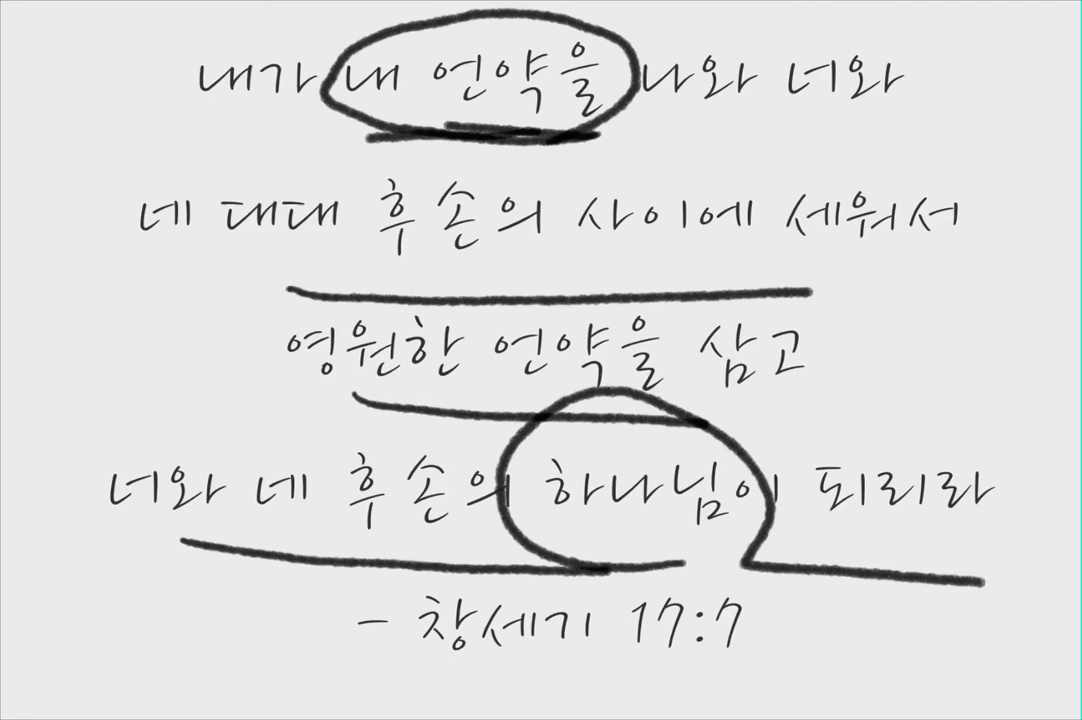 내가 내 언약을 나와 너와
네 대대 후손의 사이에 세워서
영원한 언약을 삼고
너와 네 후손의 하나님이 되리라
- 창세기 17:7